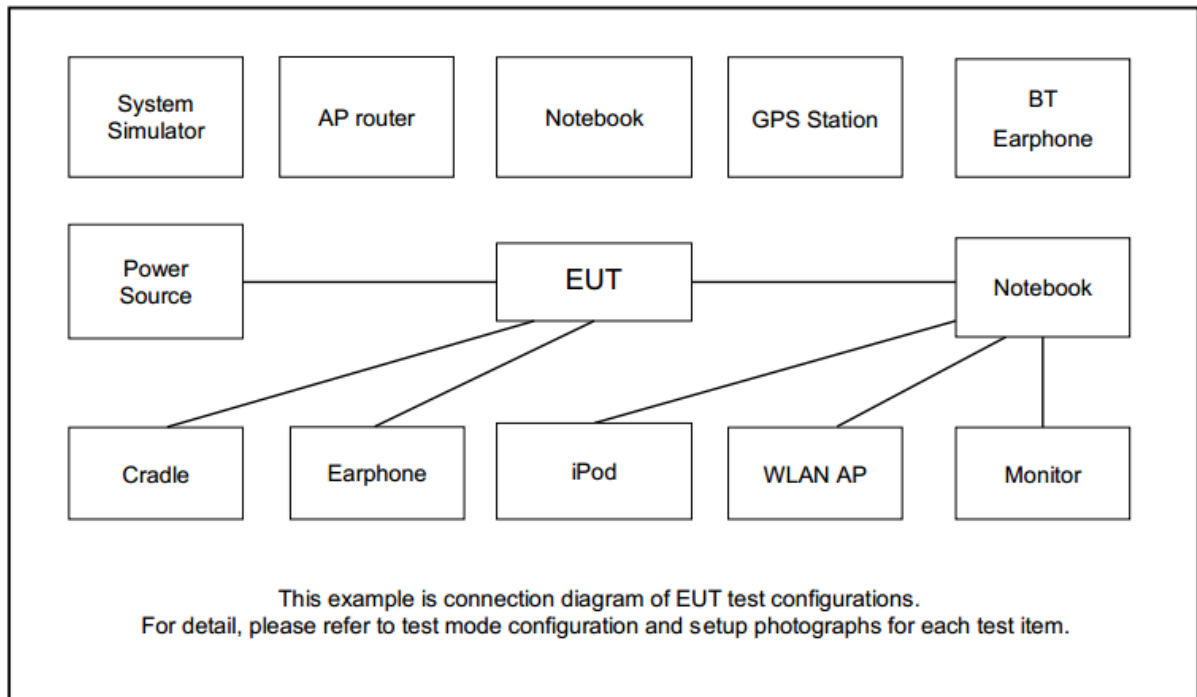 System
Simulator
AP router
Notebook
GPS Station
BT
Earphone
Power
Source
EUT
Notebook
Cradle
Earphone
iPod
WLAN AP
Monitor
This example is connection diagram of EUT test configurations.
For detail, please refer to test mode configuration and setup photographs for each test item.